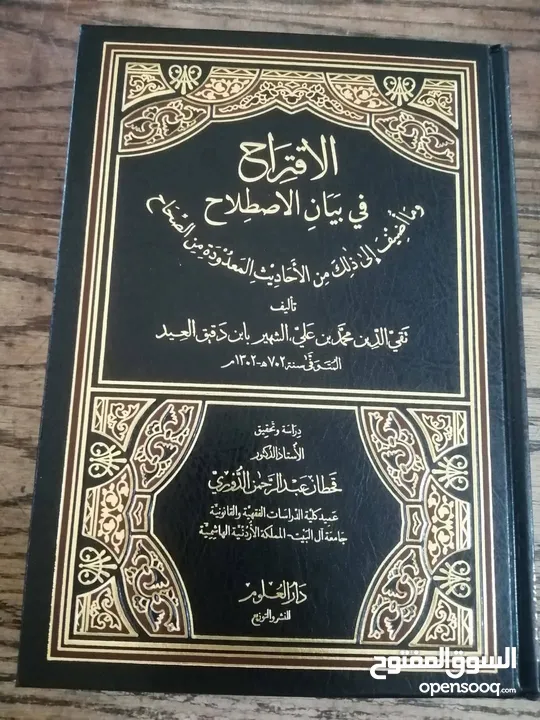 الاقتراح
في بيان الاصطلاح
وما أضيف إلى ذلك من الأحاديث المعدودة من الصحاح
تأليف
تقي الدين محمد بن علي، الشهير بابن دقيق العيد
المتوفى سنة ٧٠٢هـ-١٣٠٢م
دراسة وتحقيق
الأستاذ الدكتور
قحطان عبد الرحمن الدوري
عميد كلية الدراسات الفقهية والقانونية
جامعة آل البيت - المملكة الأردنية الهاشمية
دار العلوم
للنشر والتوزيع
السوق المفتوح
opensooq.com